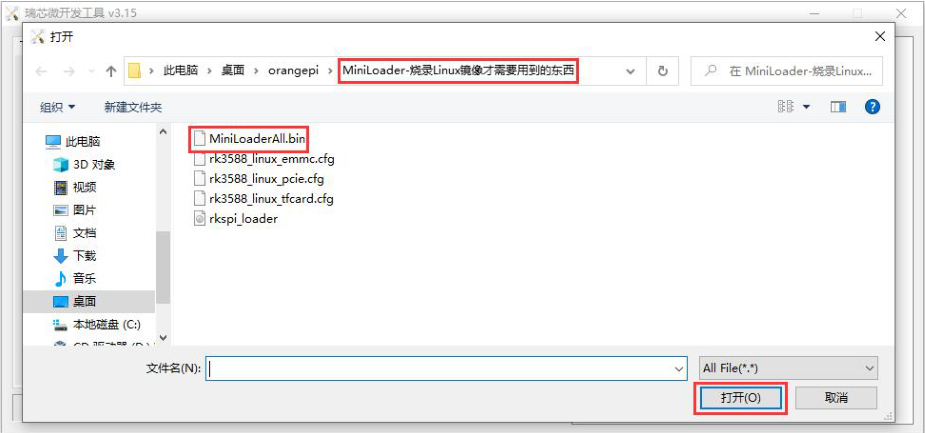 瑞芯微开发工具 v3.15
打开
此电脑 › 桌面 › orangepi › MiniLoader-烧录Linux镜像才需要用到的东西
在 MiniLoader-烧录Linux...
组织 新建文件夹
此电脑
3D 对象
视频
图片
文档
下载
音乐
桌面
本地磁盘 (C:)
MiniLoaderAll.bin
rk3588_linux_emmc.cfg
rk3588_linux_pcie.cfg
rk3588_linux_tfcard.cfg
rkspi_loader
文件名(N):
All File(*.*)
打开(O) 取消